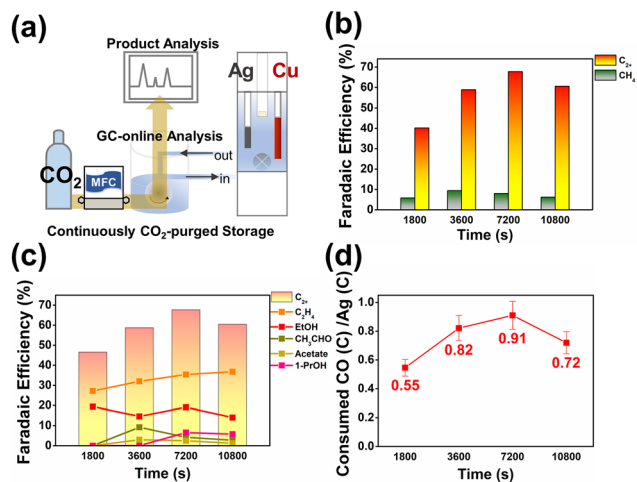 (a)
Product Analysis
Ag
Cu
GC-online Analysis
CO2
MFC
out
in
Continuously CO2-purged Storage
(b)
Faradaic Efficiency (%)
80
70
60
50
40
30
20
10
0
1800
3600
7200
10800
Time (s)
C2+
CH4
(c)
Faradaic Efficiency (%)
70
60
50
40
30
20
10
0
1800
3600
7200
10800
Time (s)
C2+
C2H4
EtOH
CH3CHO
Acetate
1-PrOH
(d)
Consumed CO (C) /Ag (C)
1.0
0.8
0.6
0.4
0.2
0.0
0.55
0.82
0.91
0.72
1800
3600
7200
10800
Time (s)